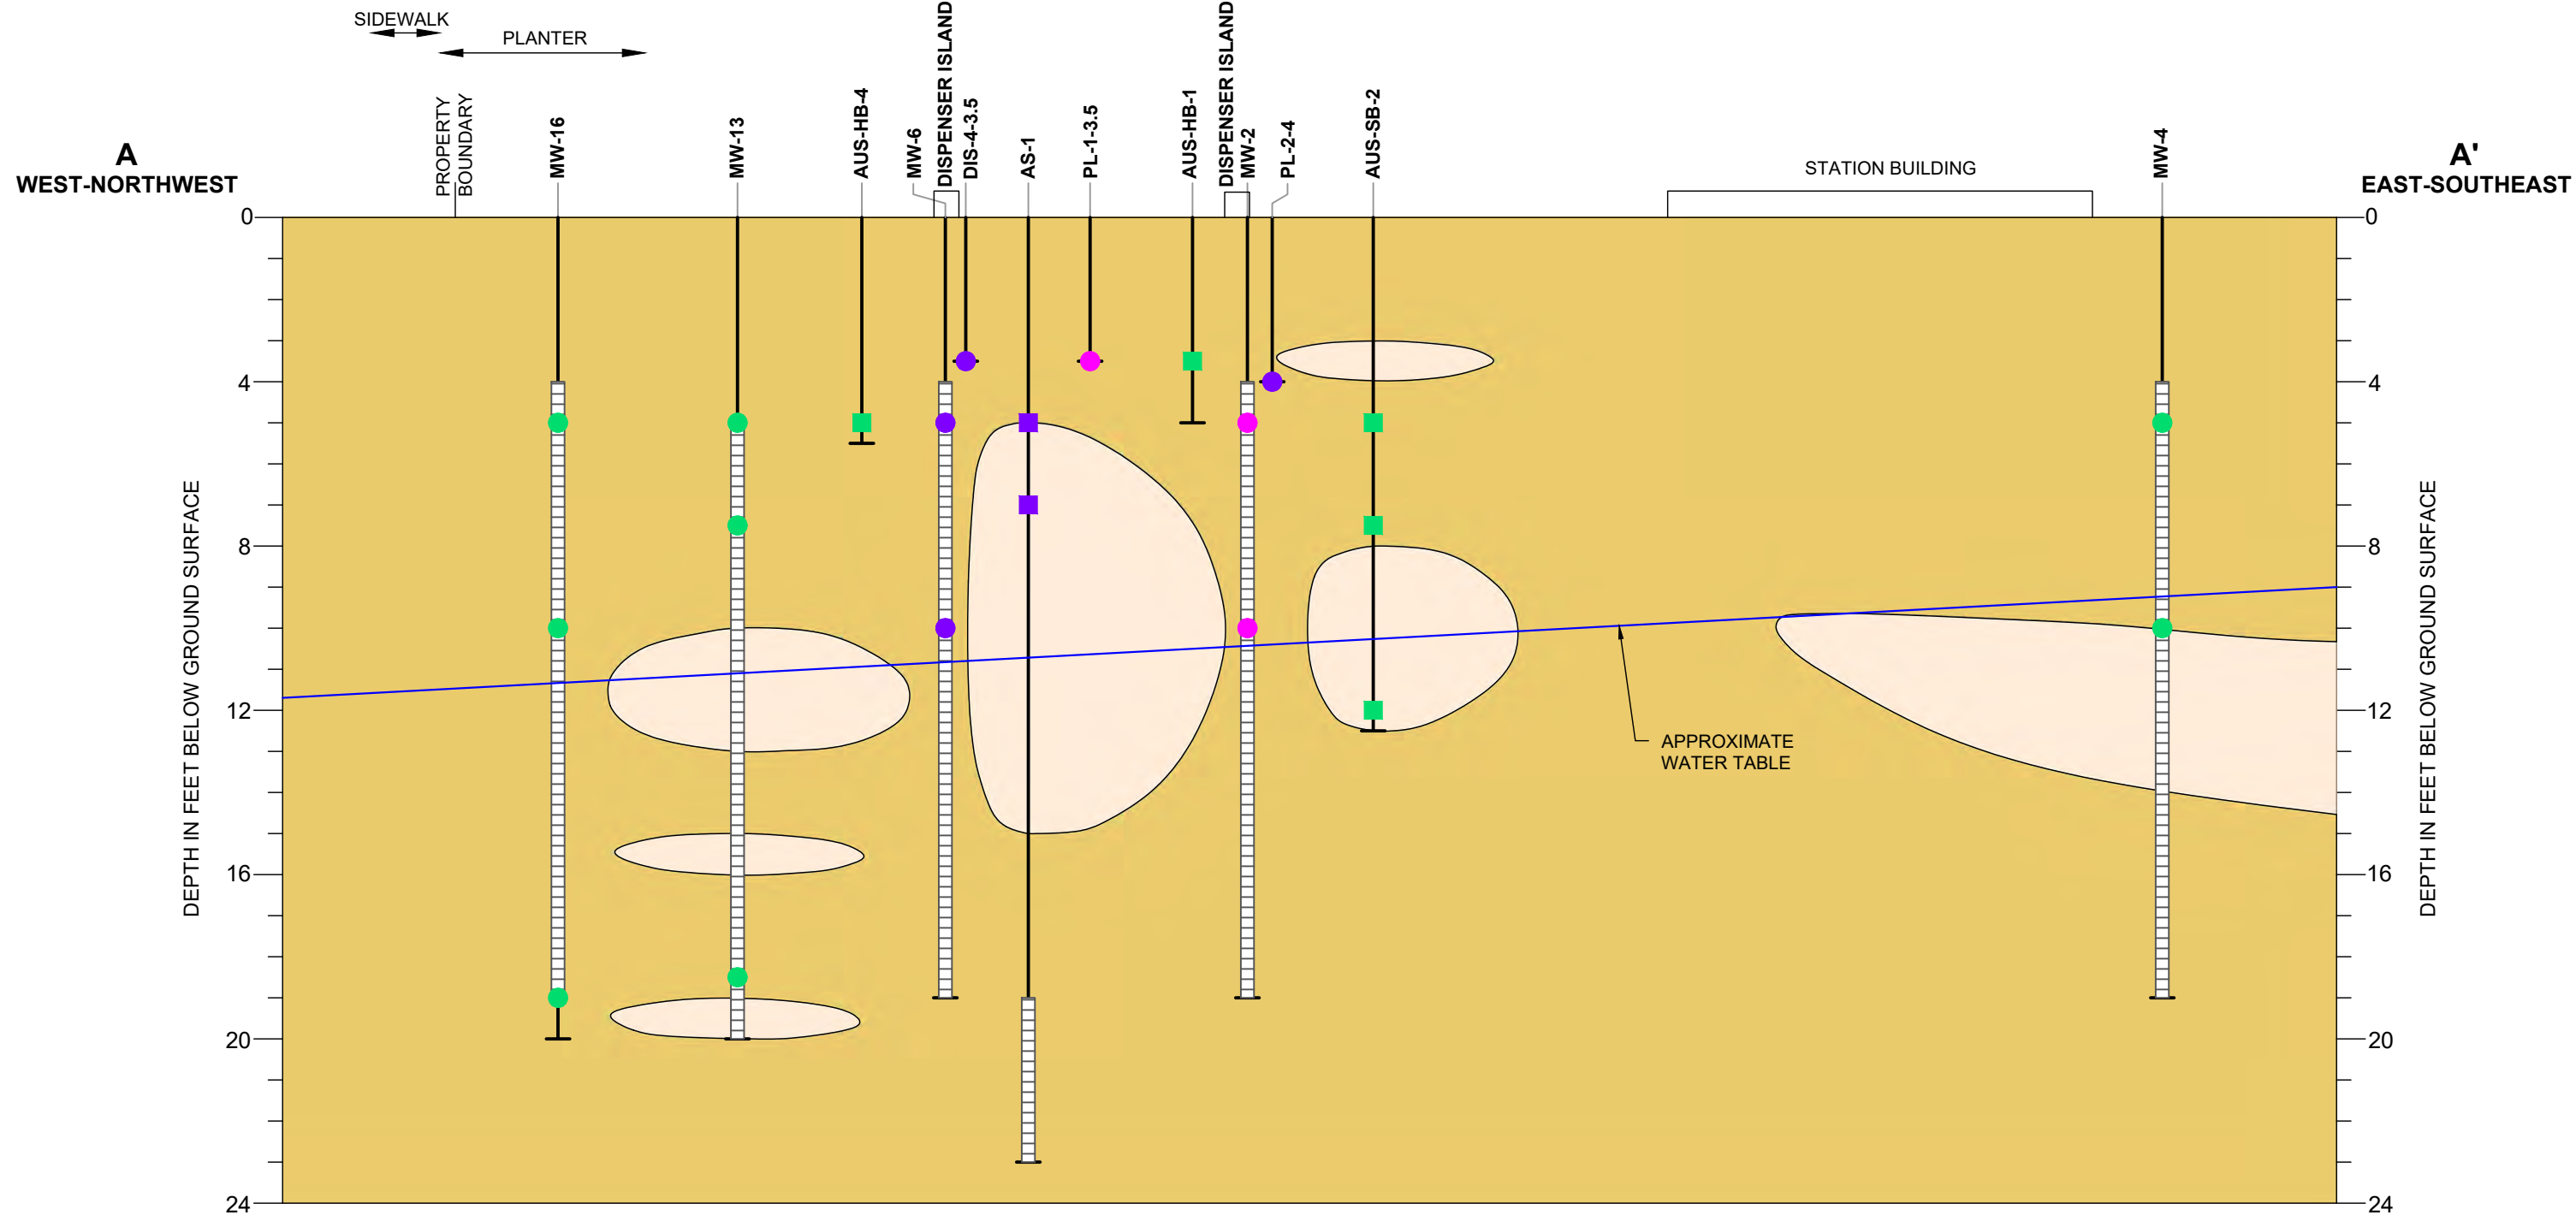 SIDEWALK
PLANTER
PROPERTY
BOUNDARY
MW-16
MW-13
AUS-HB-4
MW-6
DISPENSER ISLAND
DIS-4-3.5
AS-1
PL-1-3.5
AUS-HB-1
DISPENSER ISLAND
MW-2
PL-2-4
AUS-SB-2
STATION BUILDING
MW-4
A
WEST-NORTHWEST
A'
EAST-SOUTHEAST
0
4
8
12
16
20
24
DEPTH IN FEET BELOW GROUND SURFACE
APPROXIMATE
WATER TABLE
0
4
8
12
16
20
24
DEPTH IN FEET BELOW GROUND SURFACE